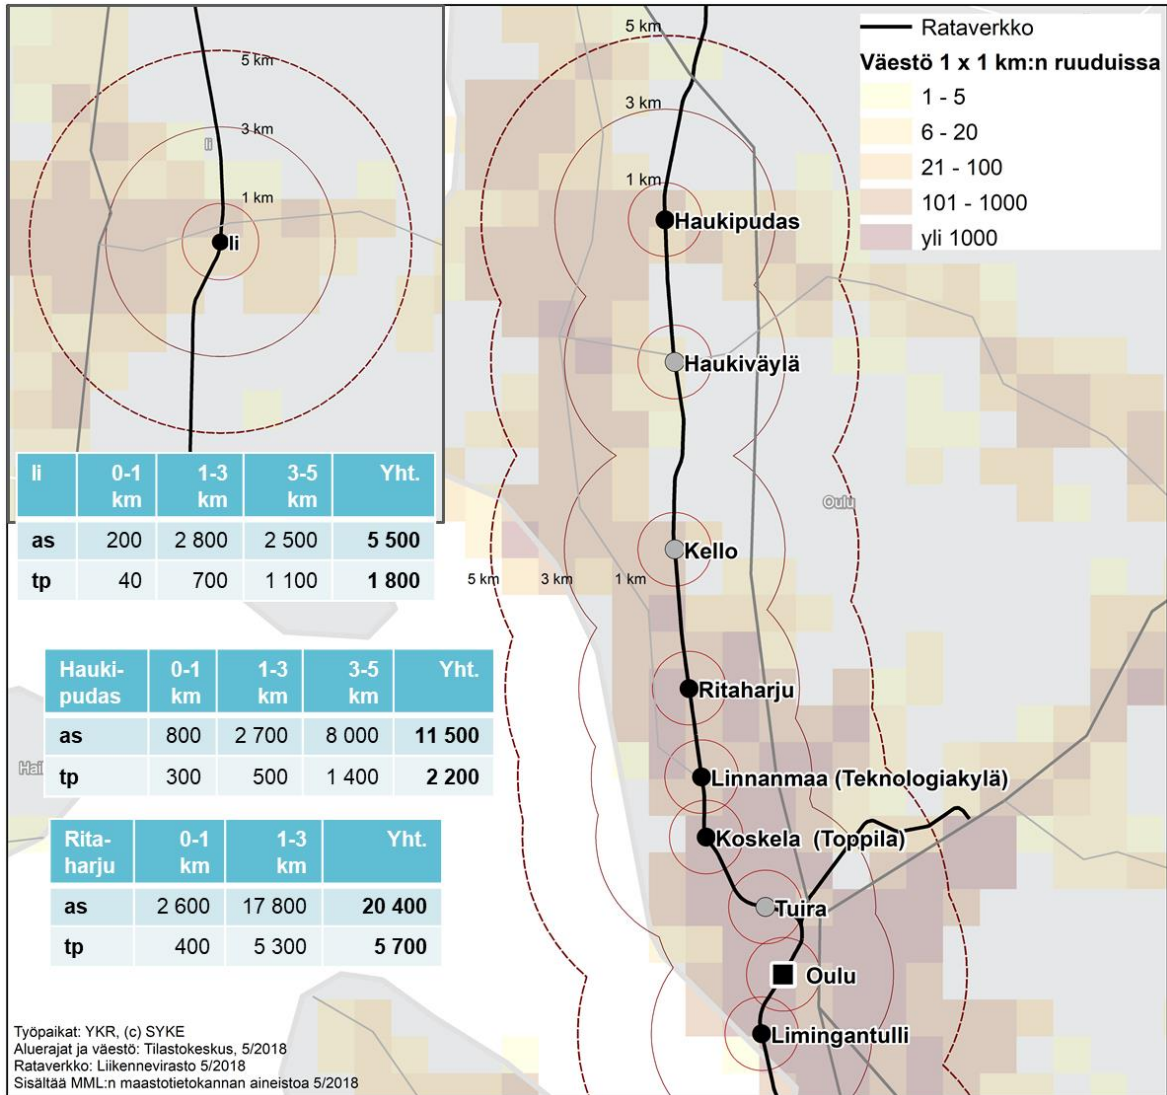 5 km
3 km
Ii
1 km
Ii
5 km
3 km
1 km
Haukipudas
Haukiväylä
Kello
5 km 3 km 1 km
Oulu
Ritaharju
Linnanmaa (Teknologiakylä)
Koskela (Toppila)
Tuira
Oulu
Limingantulli
Rataverkko
Väestö 1 x 1 km:n ruuduissa
1 - 5
6 - 20
21 - 100
101 - 1000
yli 1000
Ii 0-1 km 1-3 km 3-5 km Yht.
as 200 2 800 2 500 5 500
tp 40 700 1 100 1 800
Hauki-
pudas 0-1 km 1-3 km 3-5 km Yht.
as 800 2 700 8 000 11 500
tp 300 500 1 400 2 200
Hai
Rita-
harju 0-1 km 1-3 km Yht.
as 2 600 17 800 20 400
tp 400 5 300 5 700
Työpaikat: YKR, (c) SYKE
Aluerajat ja väestö: Tilastokeskus, 5/2018
Rataverkko: Liikennevirasto 5/2018
Sisältää MML:n maastotietokannan aineistoa 5/2018